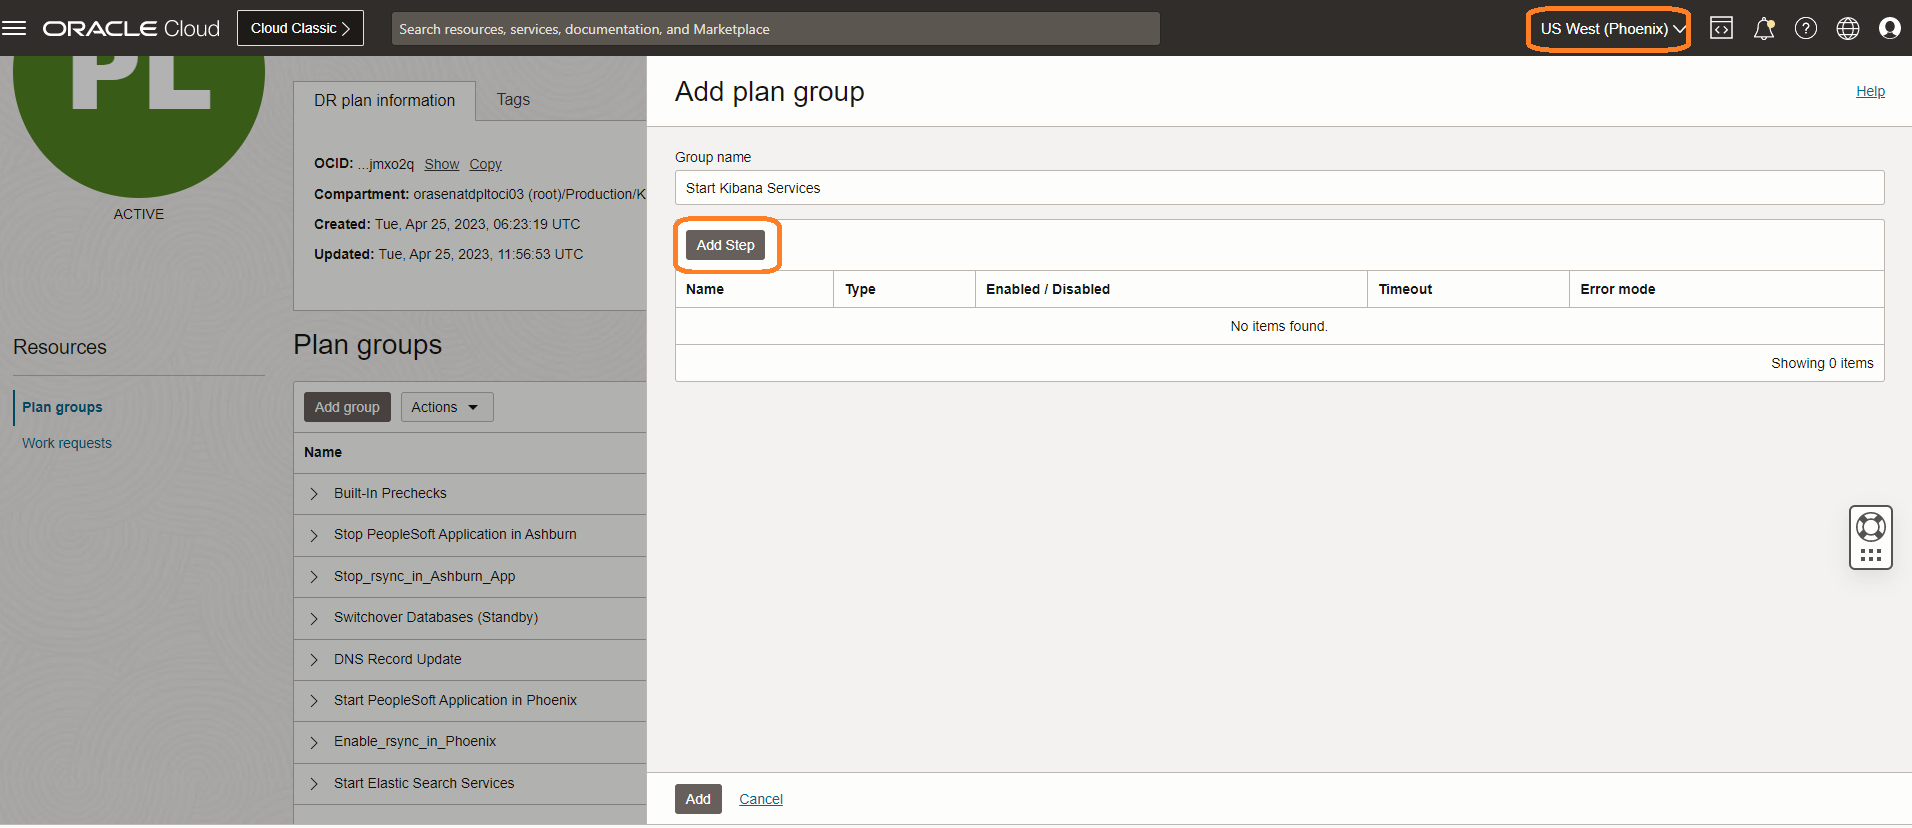 ORACLE Cloud
Cloud Classic
Search resources, services, documentation, and Marketplace
US West (Phoenix)
PL
ACTIVE
Resources
Plan groups
Work requests
DR plan information
Tags
OCID: ...jmxo2q Show Copy
Compartment: orasenatdpltoci03 (root)/Production/K
Created: Tue, Apr 25, 2023, 06:23:19 UTC
Updated: Tue, Apr 25, 2023, 11:56:53 UTC
Plan groups
Add group
Actions
Name
Built-In Prechecks
Stop PeopleSoft Application in Ashburn
Stop_rsync_in_Ashburn_App
Switchover Databases (Standby)
DNS Record Update
Start PeopleSoft Application in Phoenix
Enable_rsync_in_Phoenix
Start Elastic Search Services
Add plan group
Help
Group name
Start Kibana Services
Add Step
Name Type Enabled / Disabled Timeout Error mode
No items found.
Showing 0 items
Add
Cancel